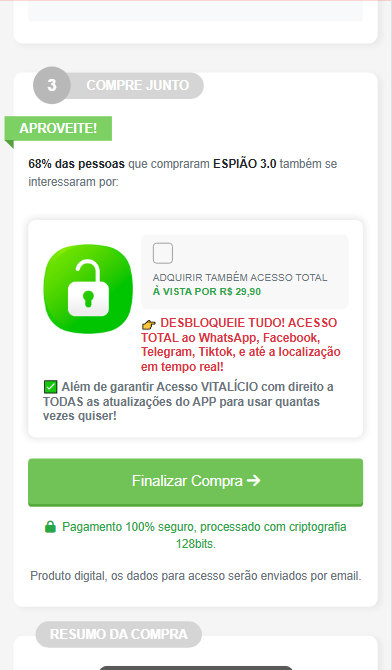 3 COMPRE JUNTO
APROVEITE!
68% das pessoas que compraram ESPIÃO 3.0 também se
interessaram por:
ADQUIRIR TAMBÉM ACESSO TOTAL
À VISTA POR R$ 29,90
👉 DESBLOQUEIE TUDO! ACESSO
TOTAL ao WhatsApp, Facebook,
Telegram, Tiktok, e até a localização
em tempo real!
✅ Além de garantir Acesso VITALÍCIO com direito a
TODAS as atualizações do APP para usar quantas
vezes quiser!
Finalizar Compra →
Pagamento 100% seguro, processado com criptografia
128bits.
Produto digital, os dados para acesso serão enviados por email.
RESUMO DA COMPRA